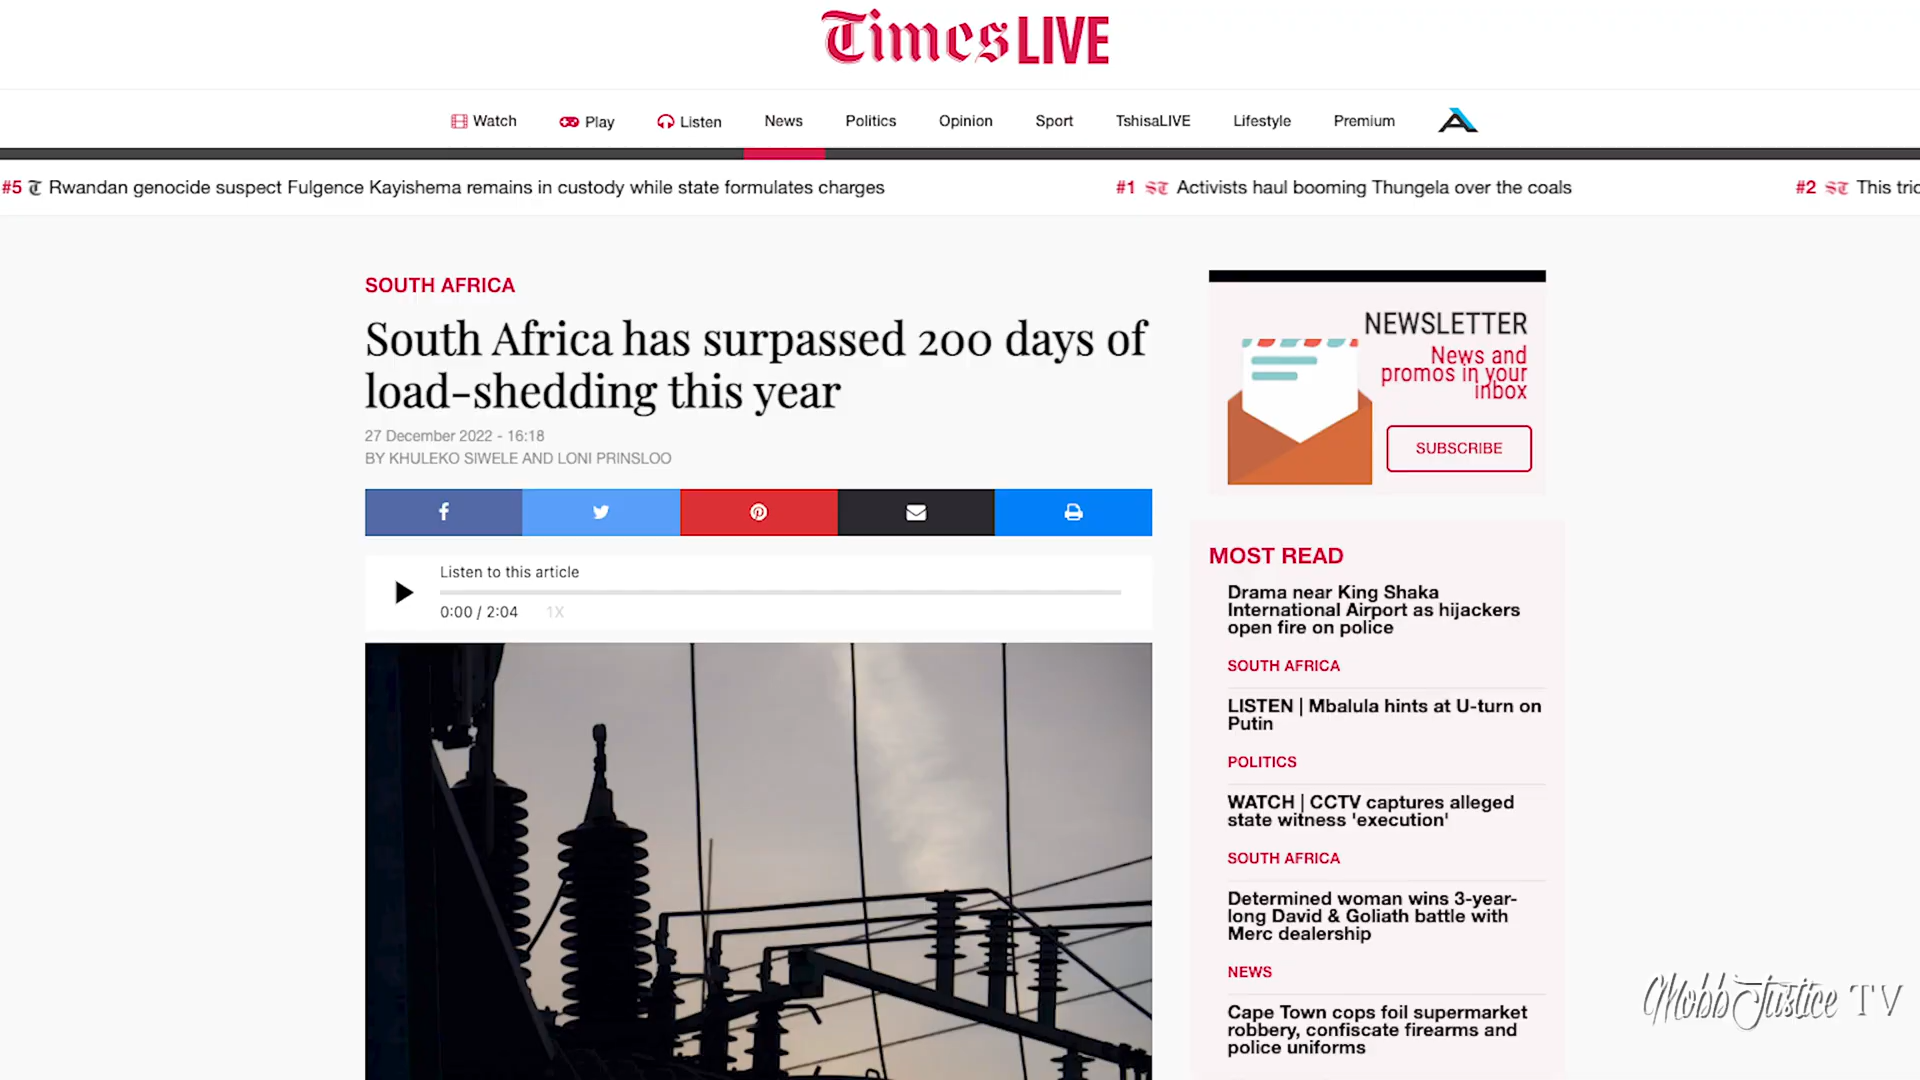 Times LIVE
Watch
Play
Listen
News
Politics
Opinion
Sport
TshisaLIVE
Lifestyle
Premium
#5 T Rwandan genocide suspect Fulgence Kayishema remains in custody while state formulates charges
#1 ST Activists haul booming Thungela over the coals
#2 ST This tric
SOUTH AFRICA
South Africa has surpassed 200 days of
load-shedding this year
27 December 2022 - 16:18
BY KHULEKO SIWELE AND LONI PRINSLOO
Listen to this article
0:00 / 2:04 1X
NEWSLETTER
News and
promos in your
inbox
SUBSCRIBE
MOST READ
Drama near King Shaka
International Airport as hijackers
open fire on police
SOUTH AFRICA
LISTEN | Mbalula hints at U-turn on
Putin
POLITICS
WATCH | CCTV captures alleged
state witness 'execution'
SOUTH AFRICA
Determined woman wins 3-year-
long David & Goliath battle with
Merc dealership
NEWS
Cape Town cops foil supermarket
robbery, confiscate firearms and
police uniforms
MobbJustice TV